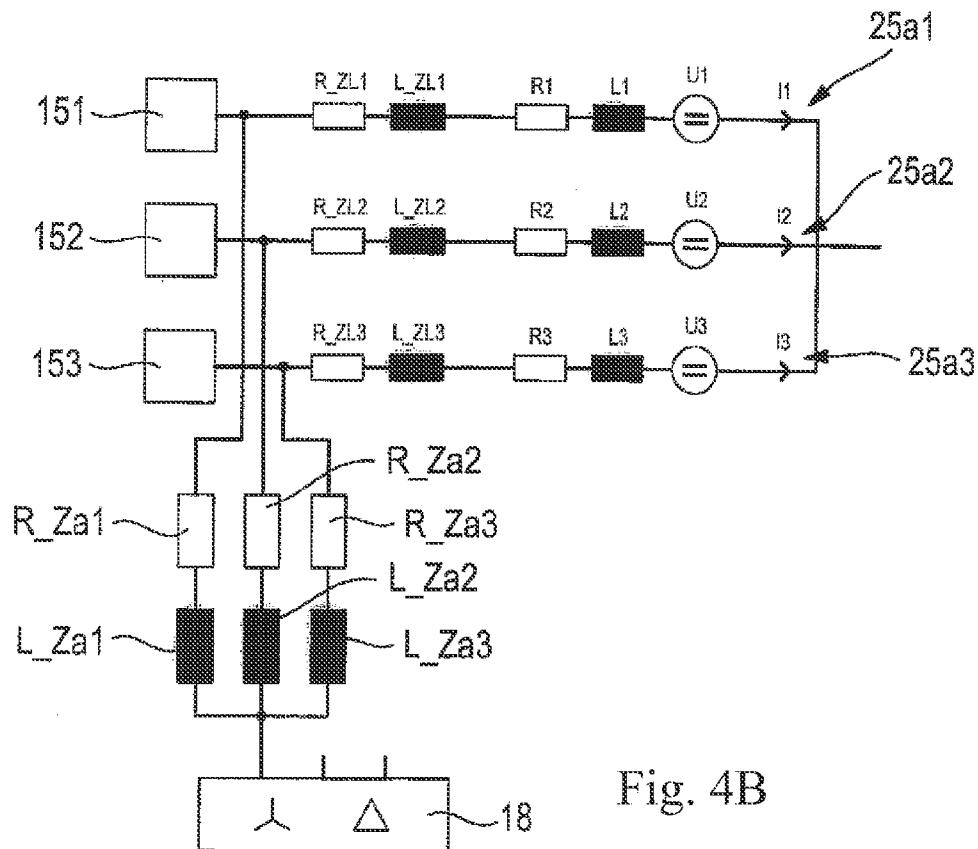 25a1
R_ZL1 L_ZL1 R1 L1 U1 I1
151
25a2
R_ZL2 L_ZL2 R2 L2 U2 I2
152
R_ZL3 L_ZL3 R3 L3 U3 I3
153
25a3
R_Za2
R_Za1
R_Za3
L_Za2
L_Za1
L_Za3
Fig. 4B
18